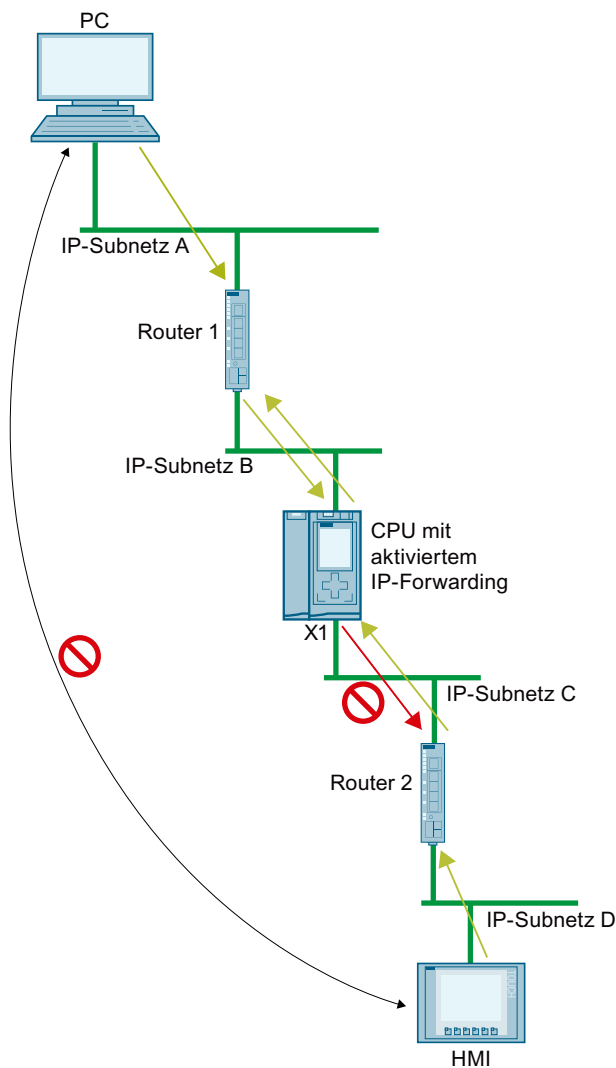 PC
IP-Subnetz A
Router 1
IP-Subnetz B
CPU mit
aktiviertem
IP-Forwarding
X1
IP-Subnetz C
Router 2
IP-Subnetz D
HMI